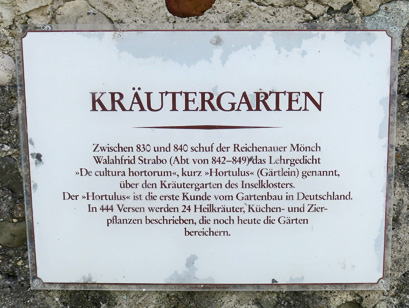 KRÄUTERGARTEN
Zwischen 830 und 840 schuf der Reichenauer Mönch
Walahfrid Strabo (Abt von 842–849) das Lehrgedicht
»De cultura hortorum«, kurz »Hortulus« (Gärtlein) genannt,
über den Kräutergarten des Inselklosters.
Der »Hortulus« ist die erste Kunde vom Gartenbau in Deutschland.
In 444 Versen werden 24 Heilkräuter, Küchen- und Zier-
pflanzen beschrieben, die noch heute die Gärten
bereichern.